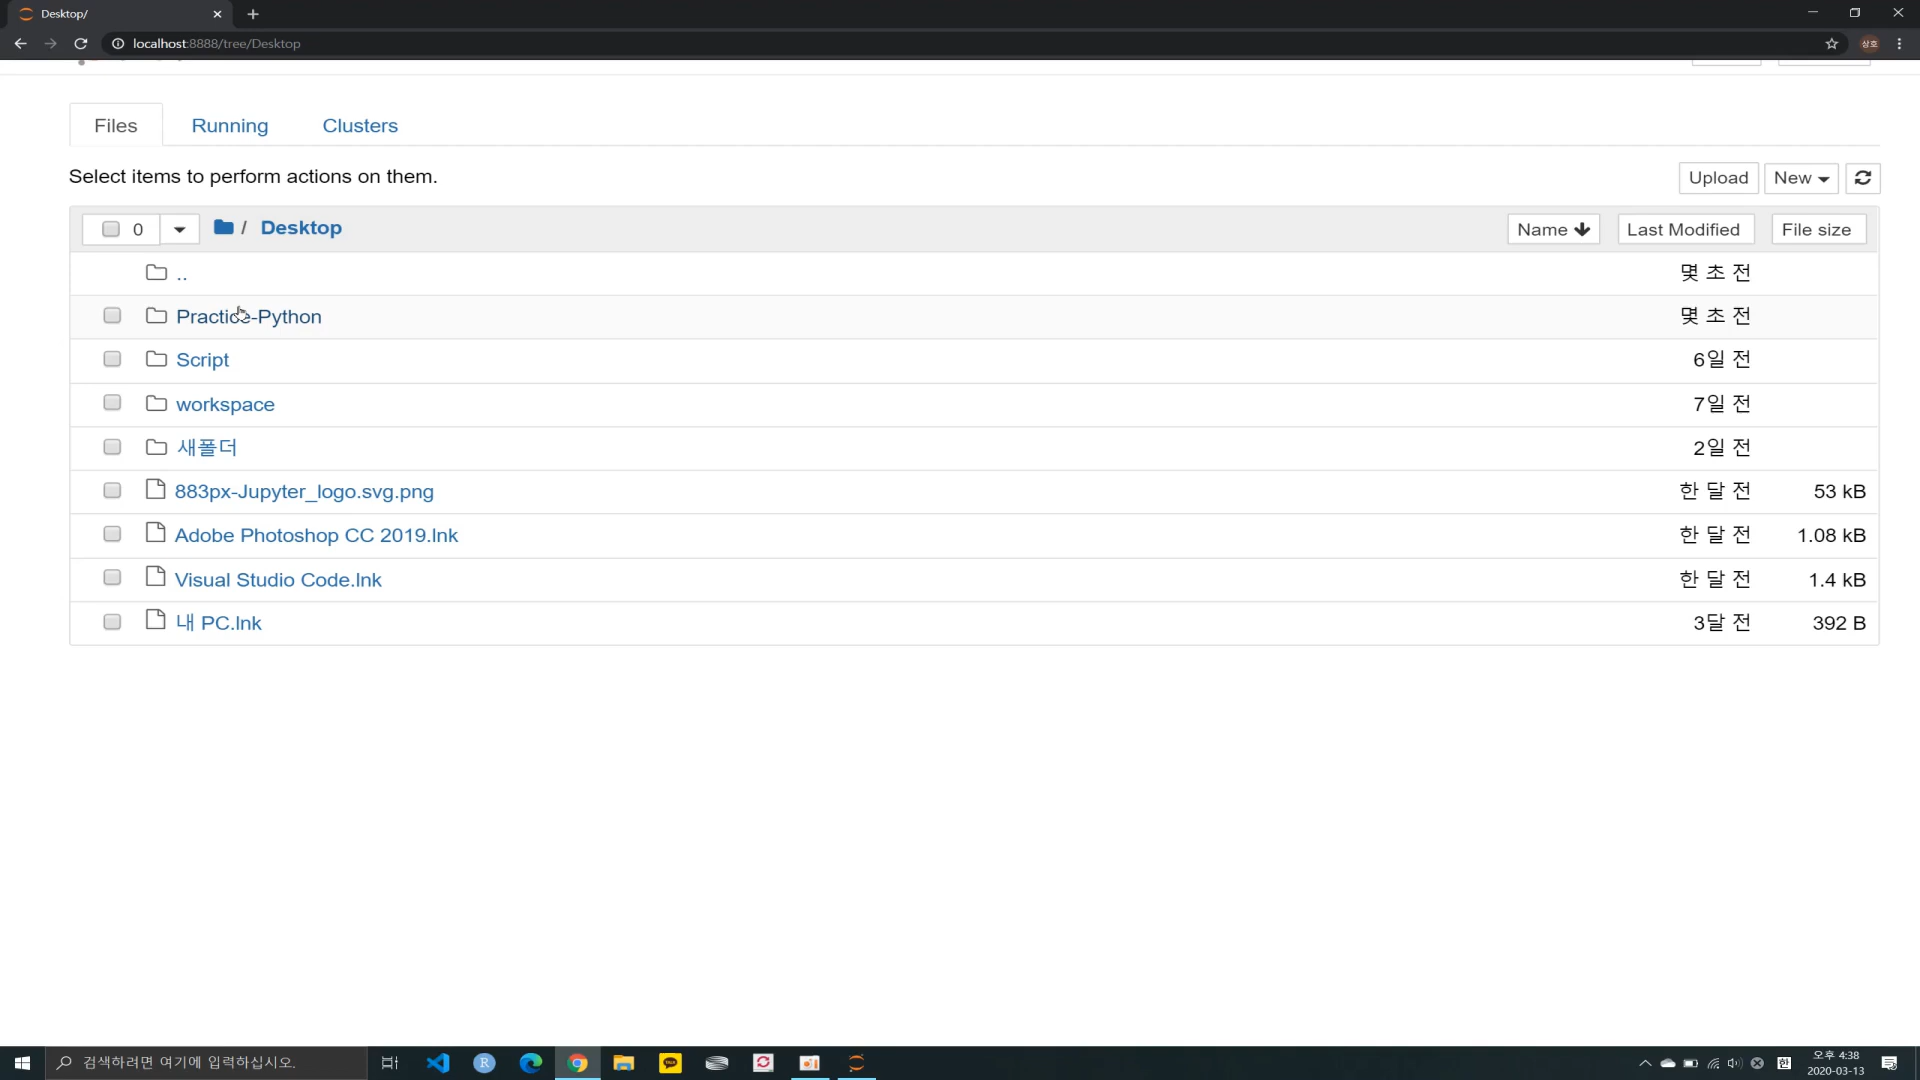 Desktop/
localhost:8888/tree/Desktop
상호
Files
Running
Clusters
Select items to perform actions on them.
Upload
New
0
/ Desktop
Name
Last Modified
File size
..
몇 초 전
Practice-Python
몇 초 전
Script
6일 전
workspace
7일 전
새폴더
2일 전
883px-Jupyter_logo.svg.png
한 달 전
53 kB
Adobe Photoshop CC 2019.lnk
한 달 전
1.08 kB
Visual Studio Code.lnk
한 달 전
1.4 kB
내 PC.lnk
3달 전
392 B
검색하려면 여기에 입력하십시오.
R
TALK
한
오후 4:38
2020-03-13